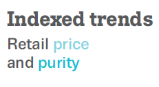 Indexed trends
Retail price
and purity